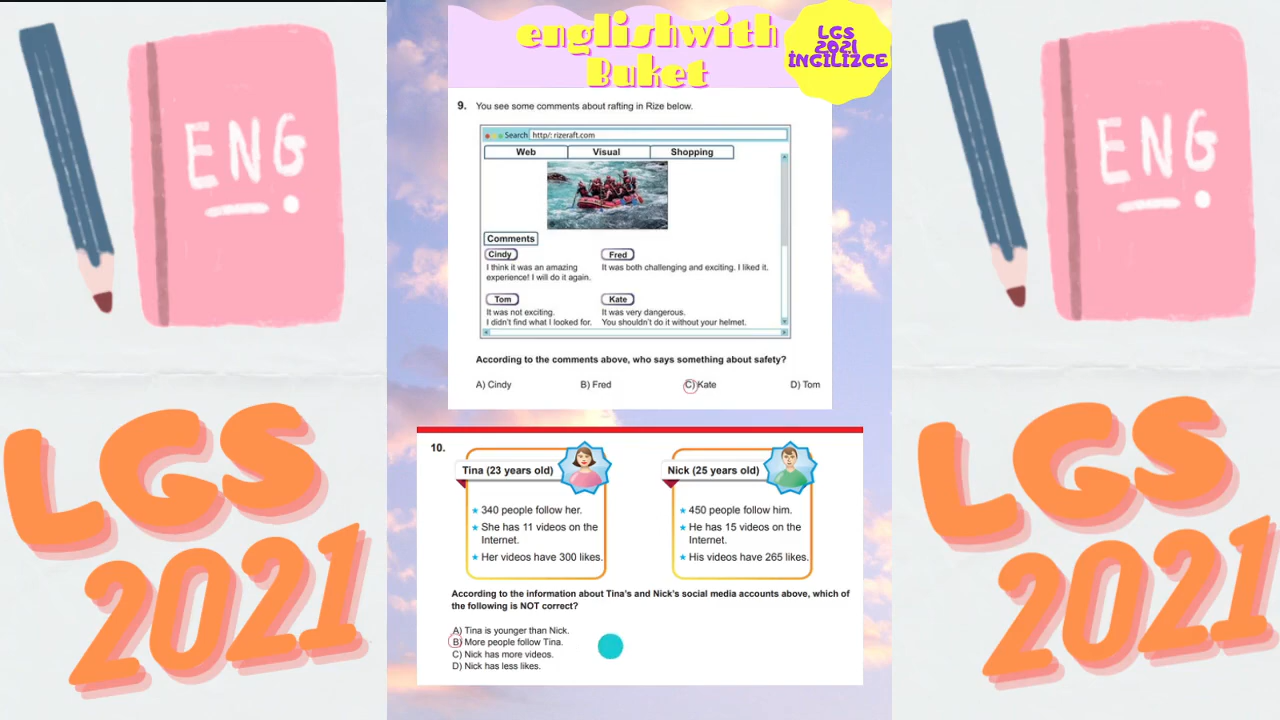 ENG
LGS
2021
englishwith
Buket
LGS
2021
İNGİLİZCE
9. You see some comments about rafting in Rize below.
Search http/: rizeraft.com
Web Visual Shopping
Comments
Cindy
I think it was an amazing
experience! I will do it again.
Fred
It was both challenging and exciting. I liked it.
Tom
It was not exciting.
I didn't find what I looked for.
Kate
It was very dangerous.
You shouldn't do it without your helmet.
According to the comments above, who says something about safety?
A) Cindy B) Fred C) Kate D) Tom
10.
Tina (23 years old)
★ 340 people follow her.
★ She has 11 videos on the
Internet.
★ Her videos have 300 likes.
Nick (25 years old)
★ 450 people follow him.
★ He has 15 videos on the
Internet.
★ His videos have 265 likes.
According to the information about Tina's and Nick's social media accounts above, which of
the following is NOT correct?
A) Tina is younger than Nick.
B) More people follow Tina.
C) Nick has more videos.
D) Nick has less likes.
ENG
LGS
2021